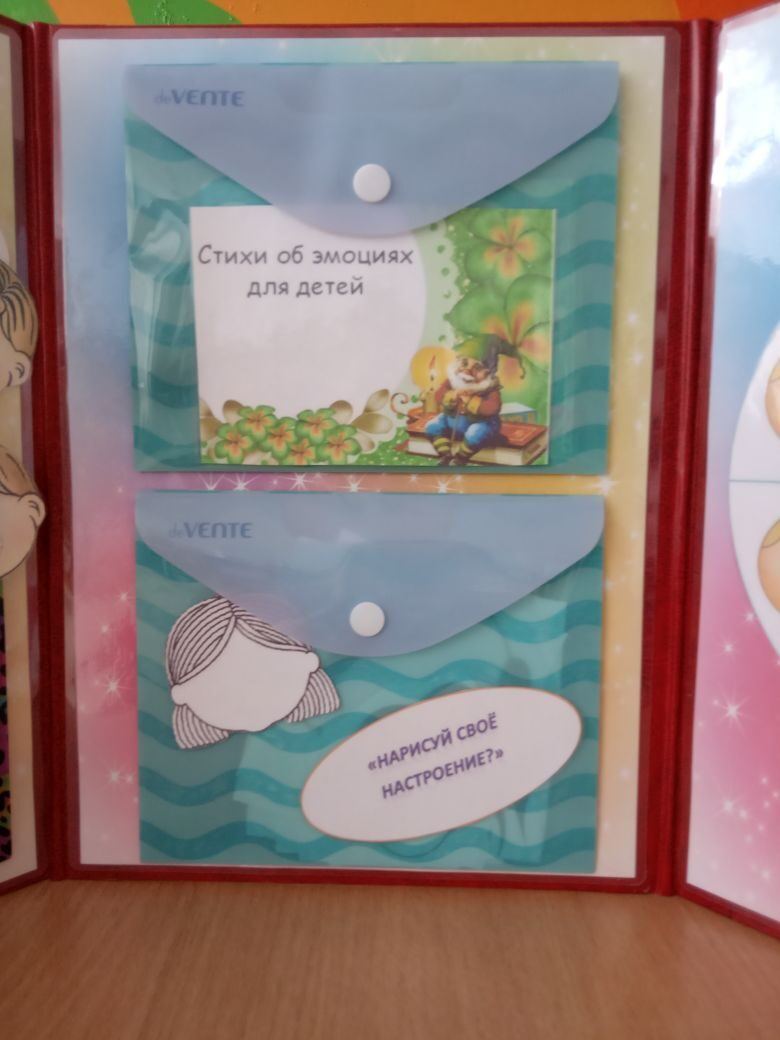 deVENTE
Стихи об эмоциях
для детей
deVENTE
«НАРИСУЙ СВОЁ
НАСТРОЕНИЕ?»